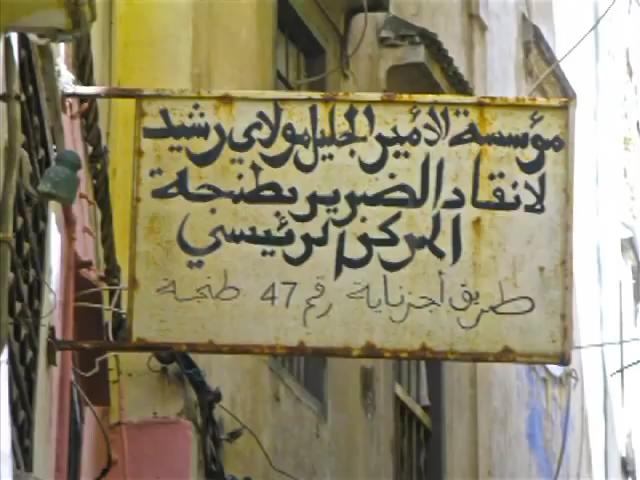 مؤسسة الأمير الجليل مولاي رشيد
لانقاد الضرير بطنجة
المركز الرئيسي
طريق أجزناية رقم 47 طنجة